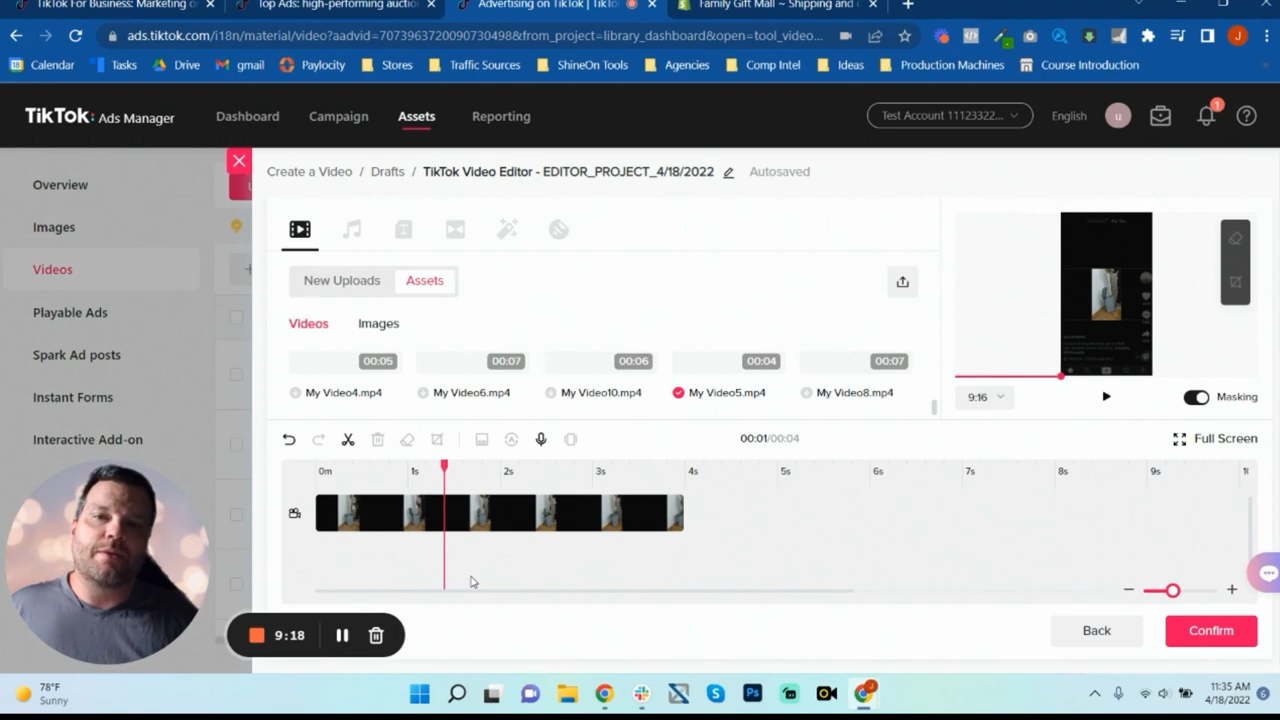 TikTok For Business: Marketing o
Top Ads: high-performing auctio
Advertising on TikTok | TikTo
Family Gift Mall ~ Shipping and
ads.tiktok.com/i18n/material/video?aadvid=7073963720090730498&from_project=library_dashboard&open=tool_video...
J
Calendar
Tasks
Drive
gmail
Paylocity
Stores
Traffic Sources
ShineOn Tools
Agencies
Comp Intel
Ideas
Production Machines
Course Introduction
TikTok: Ads Manager
Dashboard
Campaign
Assets
Reporting
Test Account 11123322...
English
u
1
Overview
Images
Videos
Playable Ads
Spark Ad posts
Instant Forms
Interactive Add-on
Create a Video / Drafts / TikTok Video Editor - EDITOR_PROJECT_4/18/2022
Autosaved
New Uploads
Assets
Videos
Images
00:05
00:07
00:06
00:04
00:07
My Video4.mp4
My Video6.mp4
My Video10.mp4
My Video5.mp4
My Video8.mp4
9:16
Masking
00:01/00:04
Full Screen
0m
1s
2s
3s
4s
5s
6s
7s
8s
9s
Back
Confirm
9:18
78°F
Sunny
Ps
J
11:35 AM
4/18/2022
6